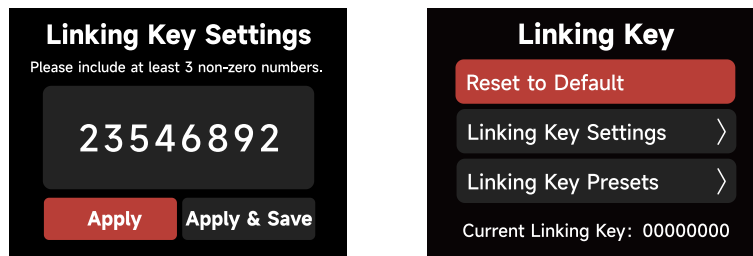 Linking Key Settings
Please include at least 3 non-zero numbers.
23546892
Apply
Apply & Save
Linking Key
Reset to Default
Linking Key Settings
Linking Key Presets
Current Linking Key: 00000000